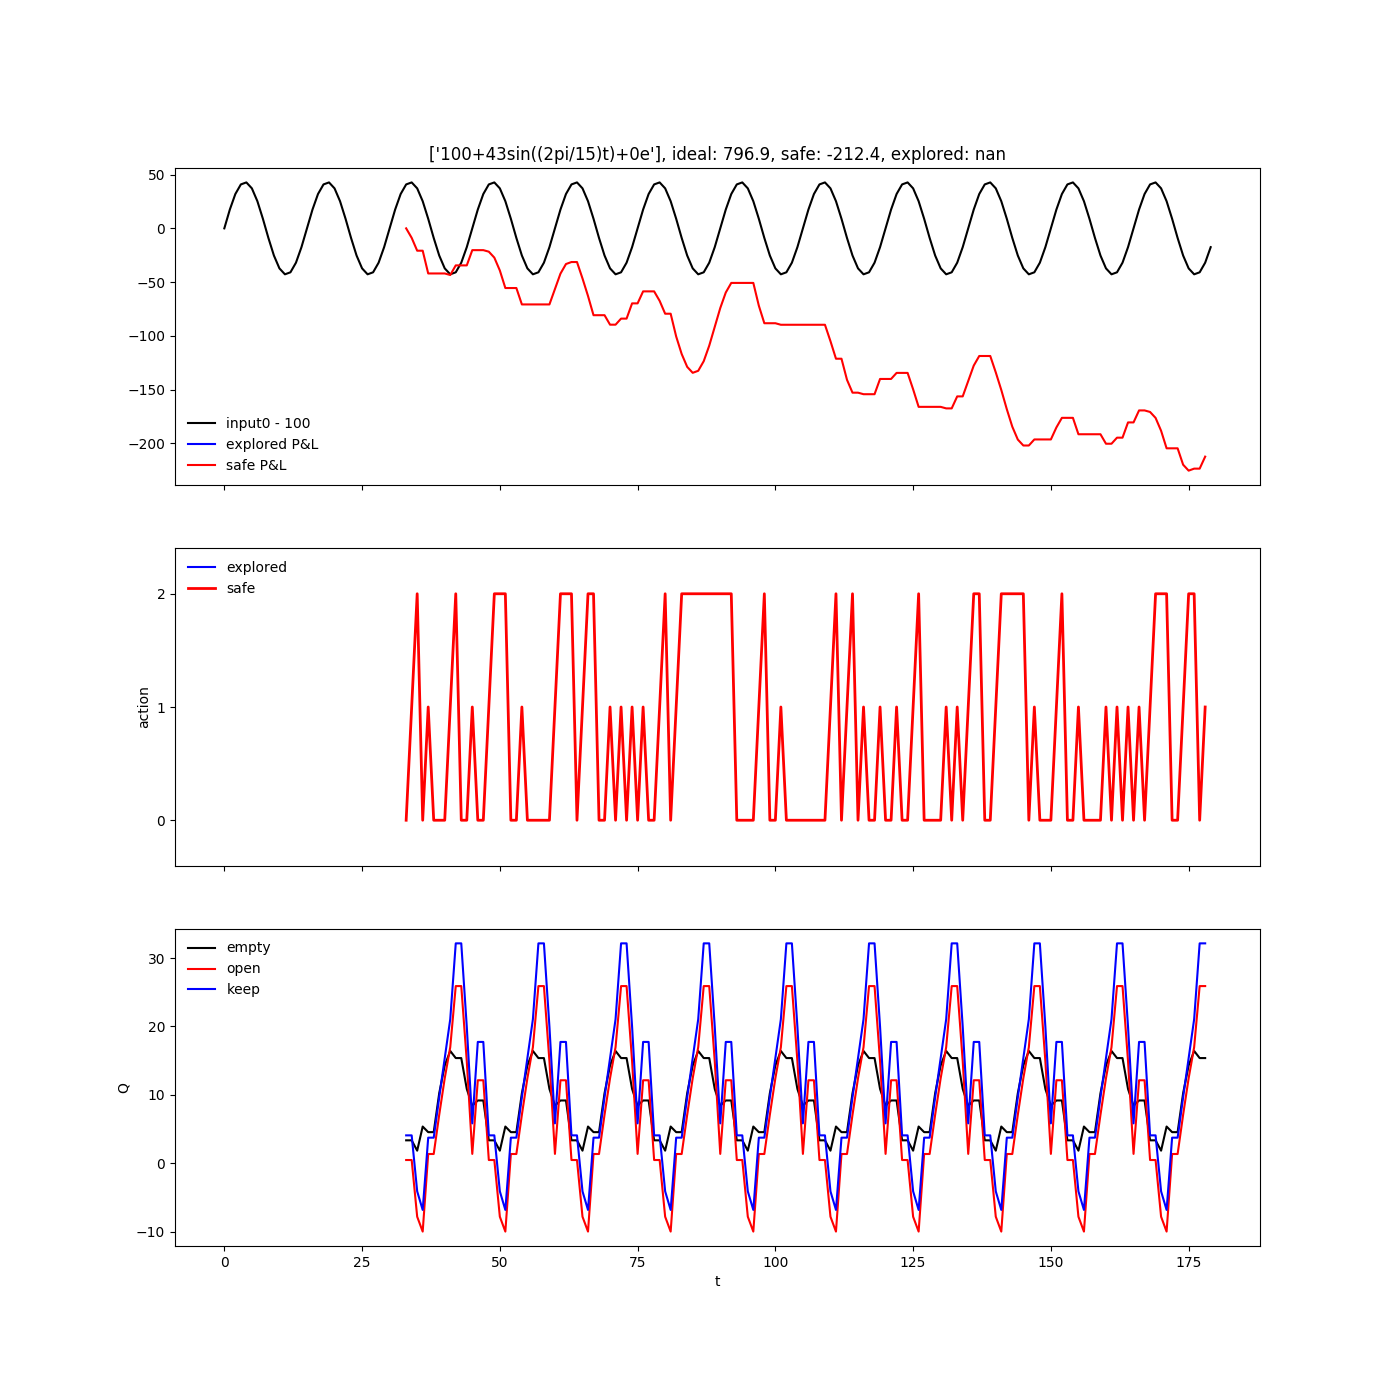 ['100+43sin((2pi/15)t)+0e'], ideal: 796.9, safe: -212.4, explored: nan
50
0
−50
−100
−150
−200
input0 - 100
explored P&L
safe P&L
explored
safe
2
1
0
action
empty
open
keep
30
20
10
0
−10
Q
0 25 50 75 100 125 150 175
t